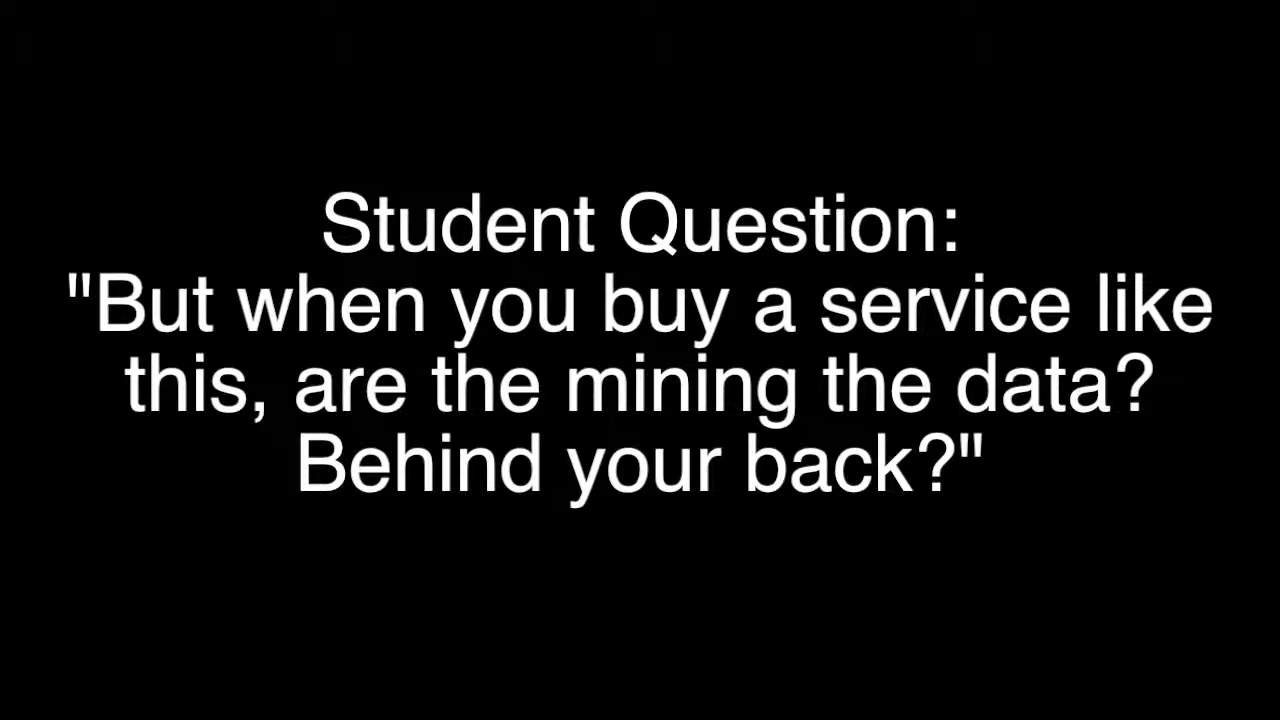 Student Question:
"But when you buy a service like
this, are the mining the data?
Behind your back?"